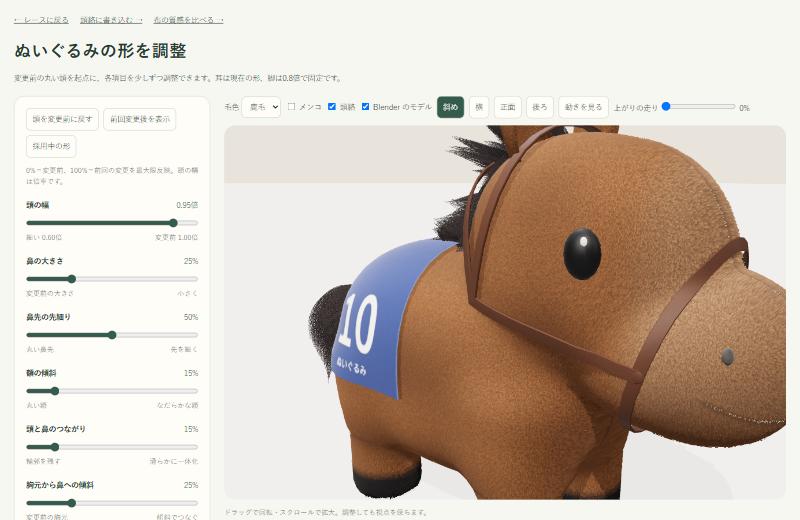 ← レースに戻る　頭絡に書き込む →　布の質感を比べる →
ぬいぐるみの形を調整
変更前の丸い頭を起点に、各項目を少しずつ調整できます。耳は現在の形、脚は0.8倍で固定です。
頭を変更前に戻す　前回変更後を表示
採用中の形
0%＝変更前、100%＝前回の変更を最大限反映。頭の幅
は倍率です。
頭の幅　0.95倍
細い 0.60倍　変更前 1.00倍
鼻の大きさ　25%
変更前の大きさ　小さく
鼻先の先細り　50%
丸い鼻先　先を細く
額の傾斜　15%
丸い額　なだらかな額
頭と鼻のつながり　15%
輪郭を残す　滑らかに一体化
胸元から鼻への傾斜　25%
変更前の胸元　傾斜でつなぐ
毛色　鹿毛　メンコ　頭絡　Blender のモデル　斜め　横　正面　後ろ　動きを見る　上がりの走り　0%
10
ぬいぐるみ
ドラッグで回転・スクロールで拡大。調整しても視点を保ちます。